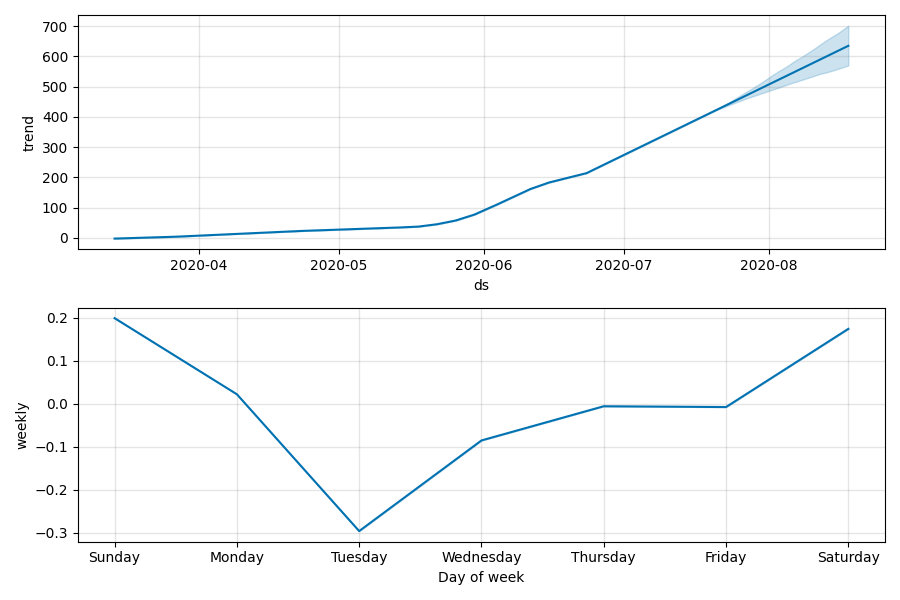 700
600
500
400
300
200
100
0
trend
2020-04 2020-05 2020-06 2020-07 2020-08
ds
0.2
0.1
0.0
−0.1
−0.2
−0.3
weekly
Sunday Monday Tuesday Wednesday Thursday Friday Saturday
Day of week